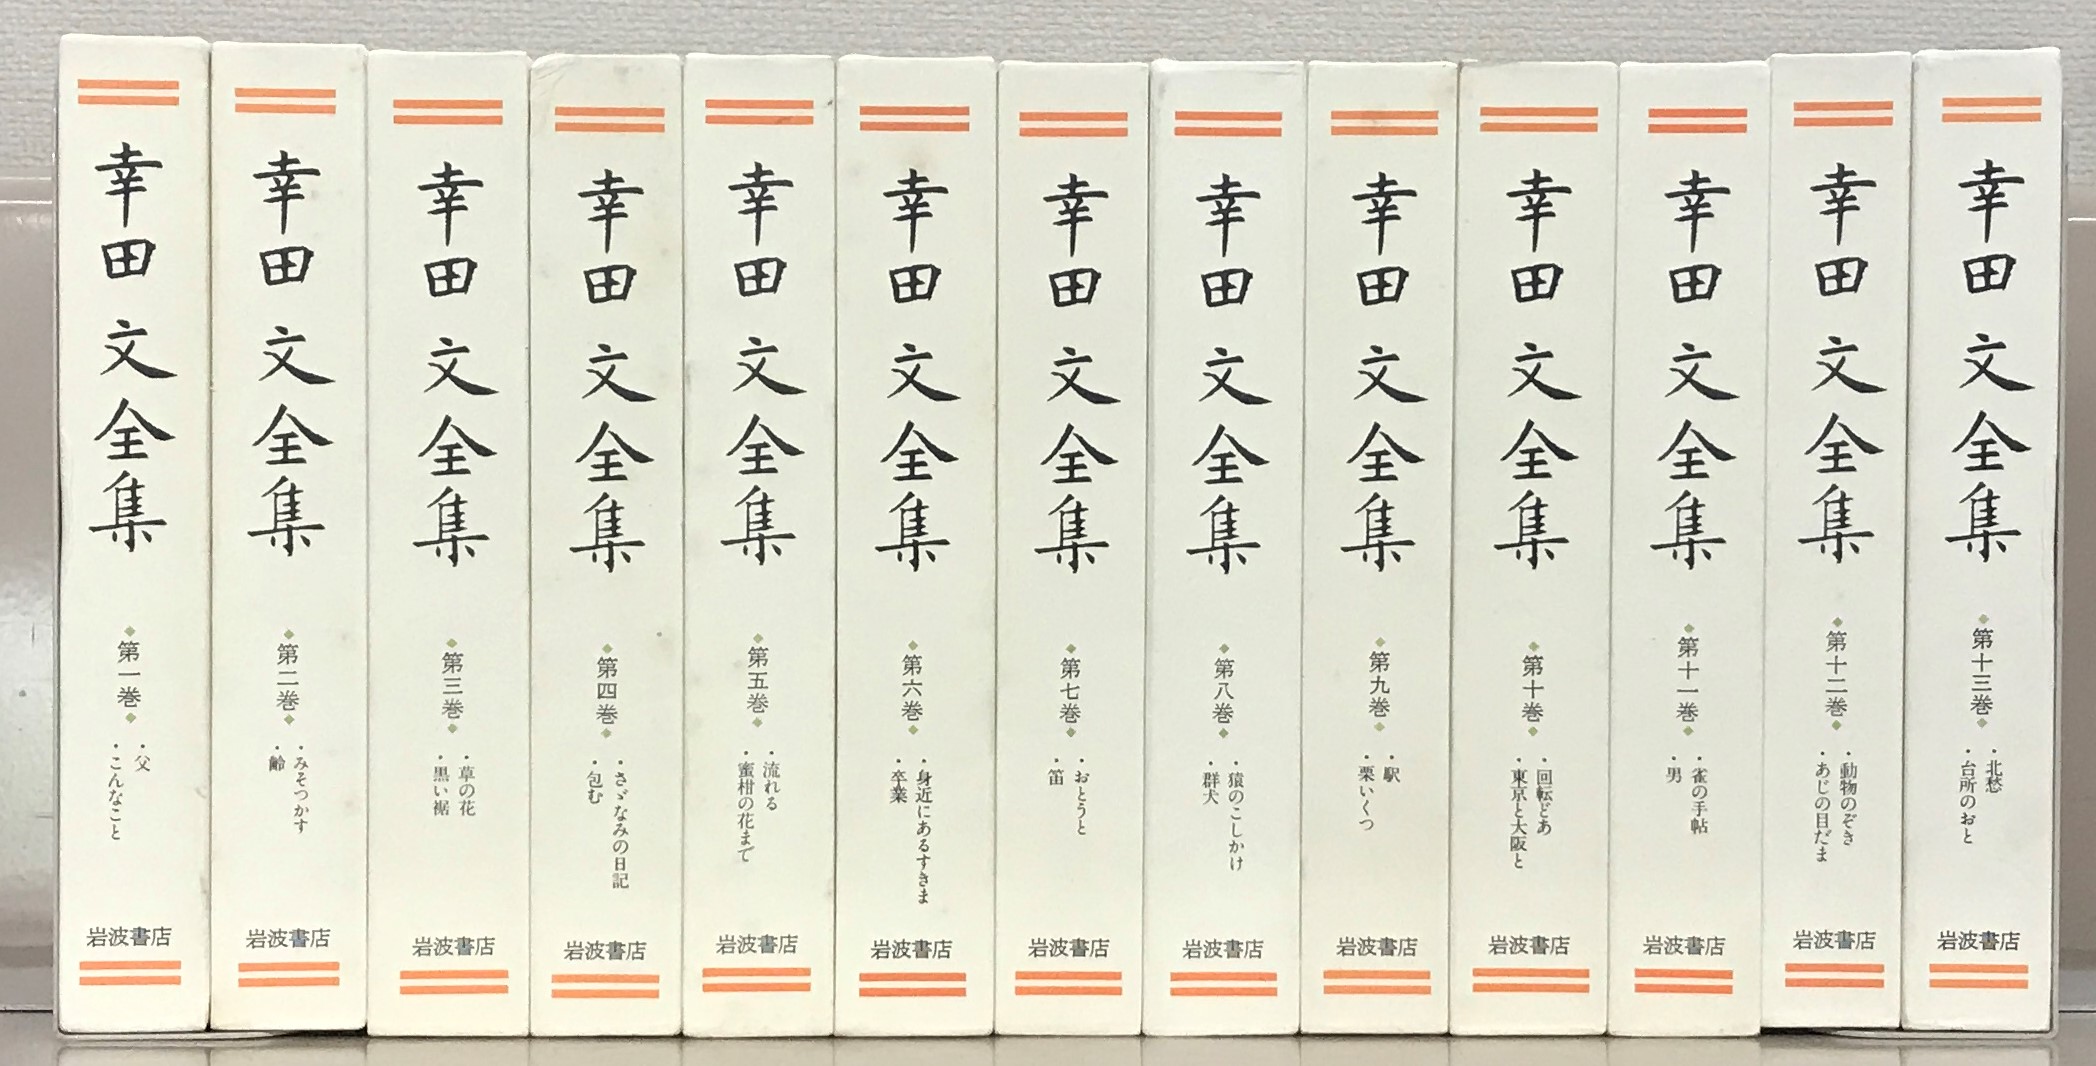 幸田文全集
第一巻
・父
・こんなこと
岩波書店
幸田文全集
第二巻
・みそつかす
・齢
岩波書店
幸田文全集
第三巻
・草の花
・黒い裾
岩波書店
幸田文全集
第四巻
・さゞなみの日記
・包む
岩波書店
幸田文全集
第五巻
・流れる
・蜜柑の花まで
岩波書店
幸田文全集
第六巻
・身近にあるすきま
・卒業
岩波書店
幸田文全集
第七巻
・おとうと
・笛
岩波書店
幸田文全集
第八巻
・猿のこしかけ
・群犬
岩波書店
幸田文全集
第九巻
・駅
・栗いくつ
岩波書店
幸田文全集
第十巻
・回転どあ
・東京と大阪と
岩波書店
幸田文全集
第十一巻
・雀の手帖
・男
岩波書店
幸田文全集
第十二巻
・動物のぞき
・あじの目だま
岩波書店
幸田文全集
第十三巻
・北愁
・台所のおと
岩波書店